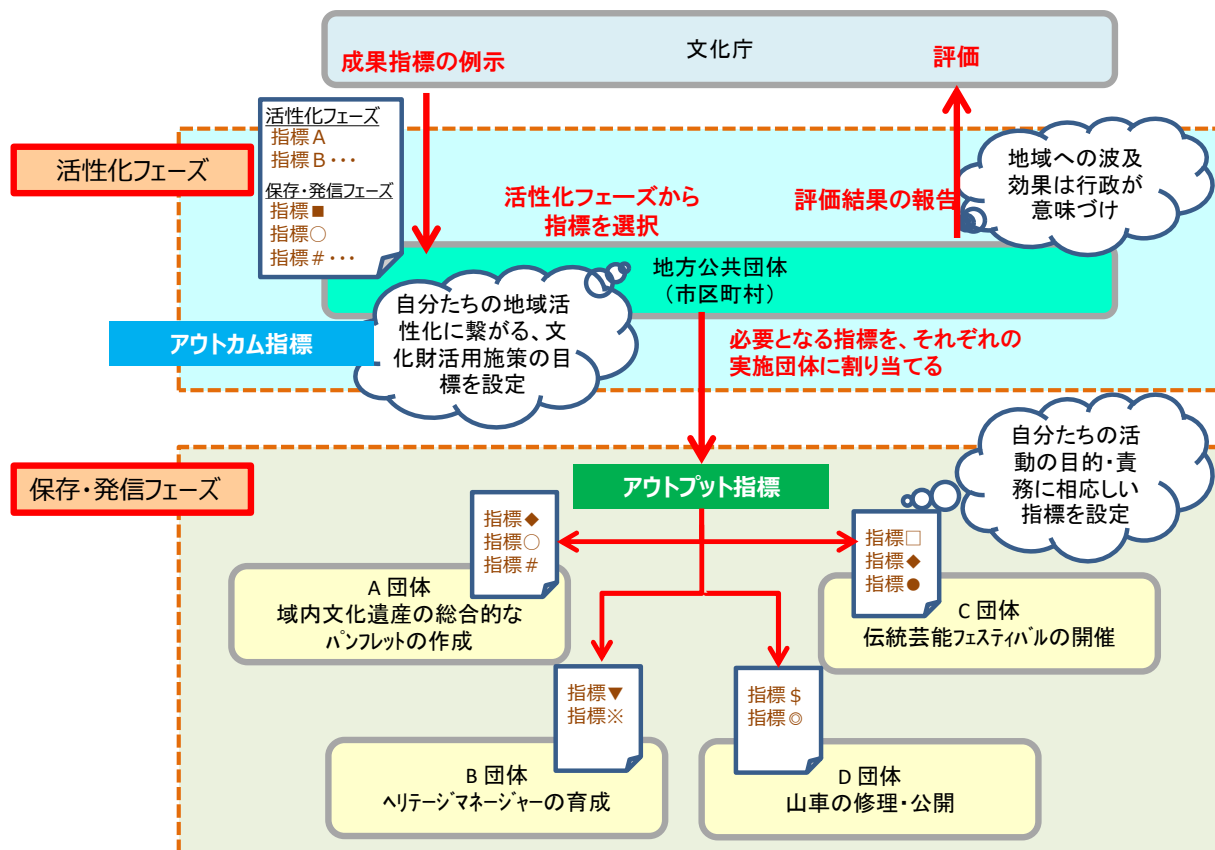 文化庁
成果指標の例示
評価
活性化フェーズ
指標A
指標B・・・
保存・発信フェーズ
指標■
指標○
指標#・・・
活性化フェーズ
活性化フェーズから
指標を選択
評価結果の報告
地域への波及
効果は行政が
意味づけ
地方公共団体
（市区町村）
アウトカム指標
自分たちの地域活
性化に繋がる、文
化財活用施策の目
標を設定
必要となる指標を、それぞれの
実施団体に割り当てる
保存・発信フェーズ
アウトプット指標
自分たちの活
動の目的・責
務に相応しい
指標を設定
指標◆
指標○
指標#
A 団体
域内文化遺産の総合的な
パンフレットの作成
指標□
指標◆
指標●
C 団体
伝統芸能フェスティバルの開催
指標▼
指標※
B 団体
ヘリテージマネージャーの育成
指標$
指標◎
D 団体
山車の修理・公開